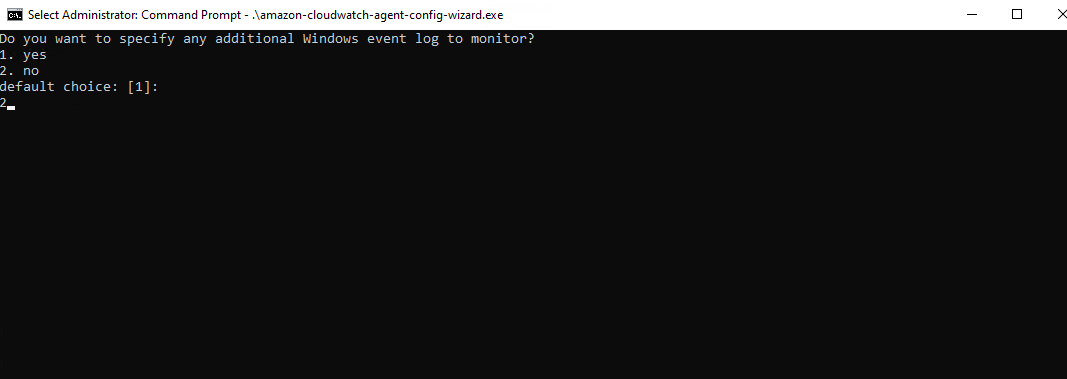 Select Administrator: Command Prompt - .\amazon-cloudwatch-agent-config-wizard.exe
Do you want to specify any additional Windows event log to monitor?
1. yes
2. no
default choice: [1]:
2